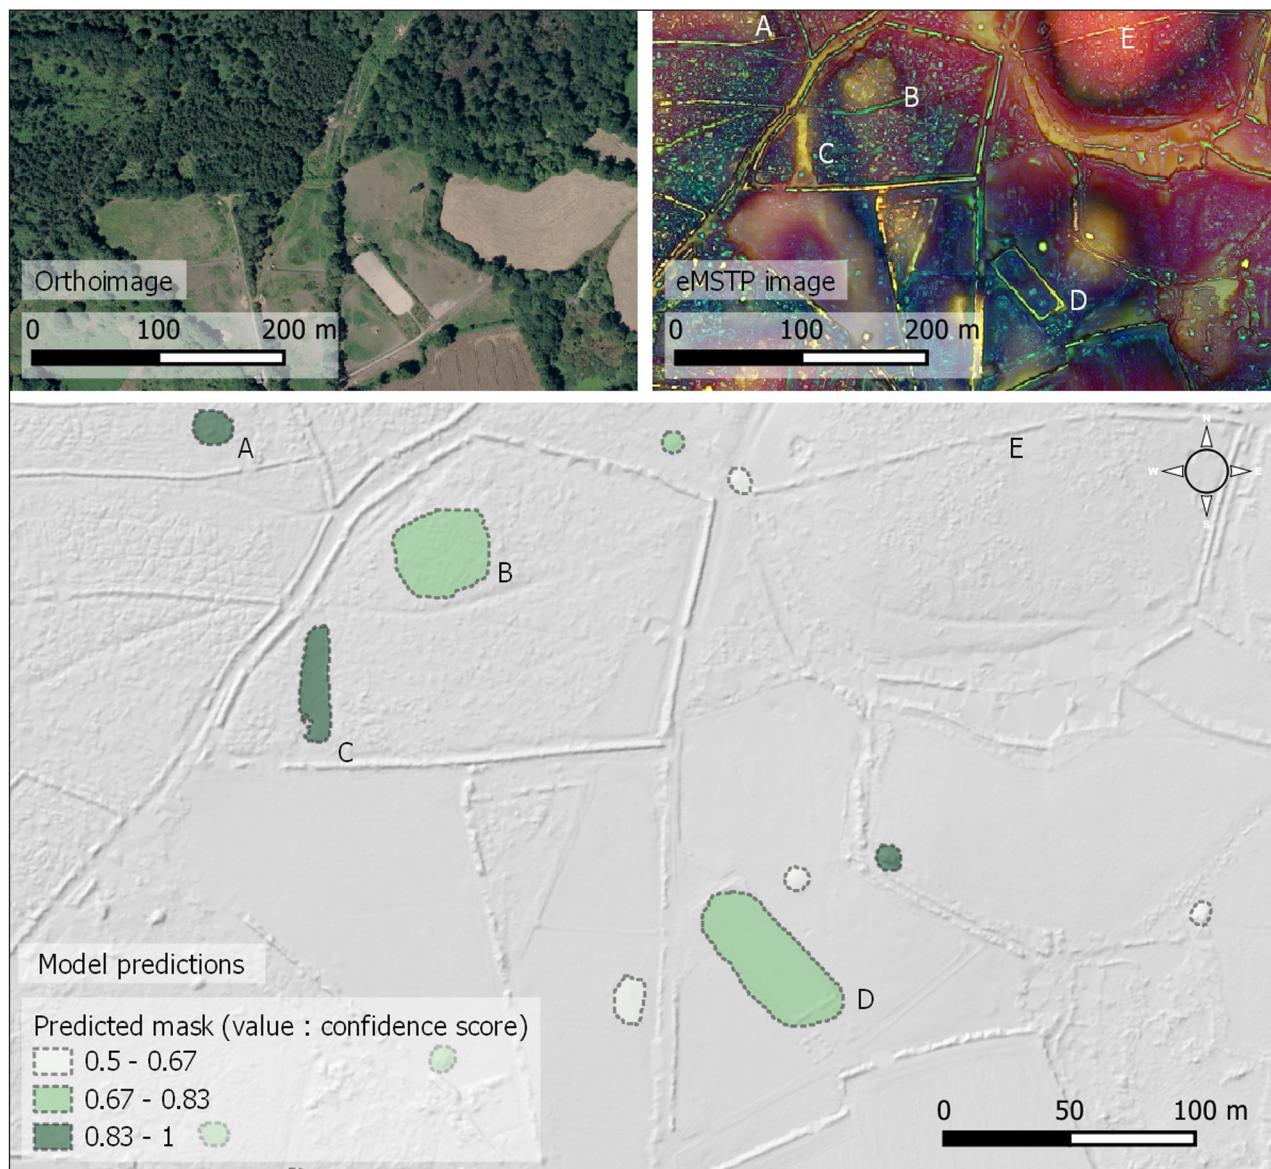 Orthoimage
0 100 200 m
A
E
B
C
D
eMSTP image
0 100 200 m
A
E
N
W E
S
B
C
D
Model predictions
Predicted mask (value : confidence score)
0.5 - 0.67
0.67 - 0.83
0.83 - 1
0 50 100 m